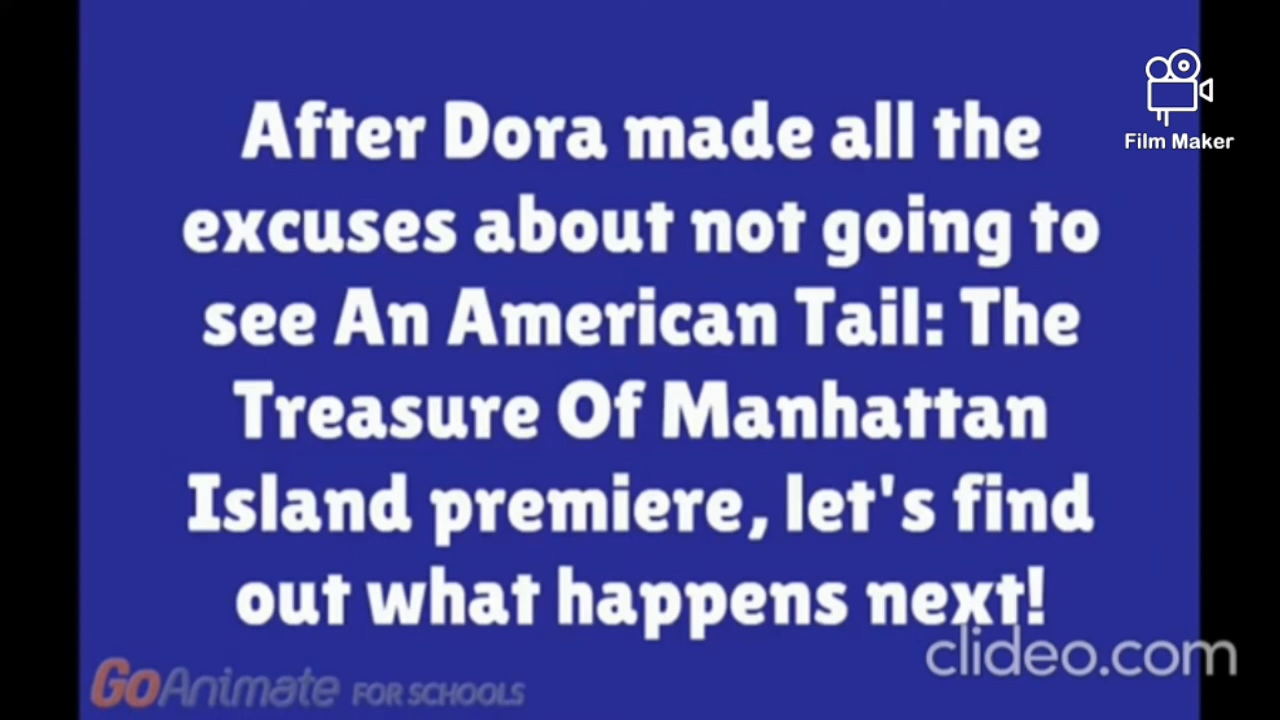 After Dora made all the
excuses about not going to
see An American Tail: The
Treasure Of Manhattan
Island premiere, let's find
out what happens next!
Film Maker
clideo.com
GoAnimate FOR SCHOOLS